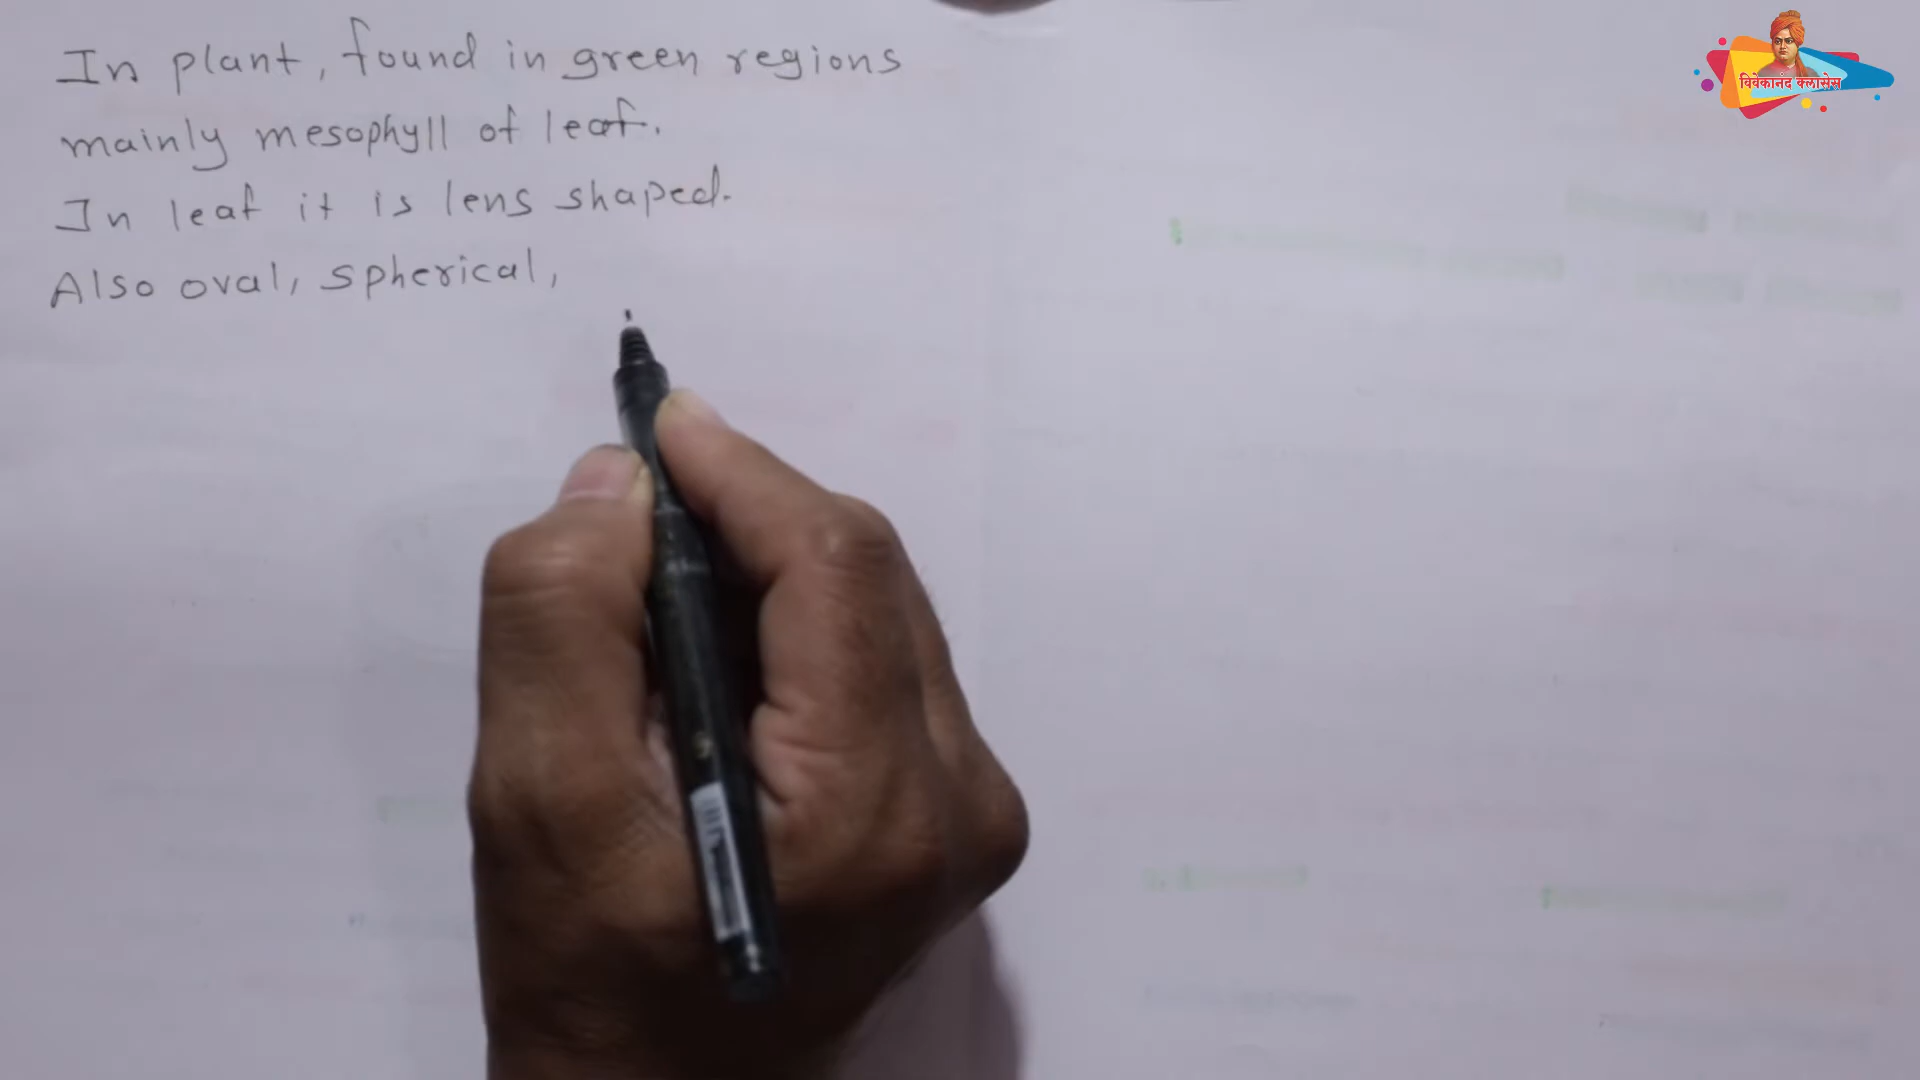 In plant, found in green regions
mainly mesophyll of leaf.
In leaf it is lens shaped.
Also oval, spherical,
विवेकानंद क्लासेस